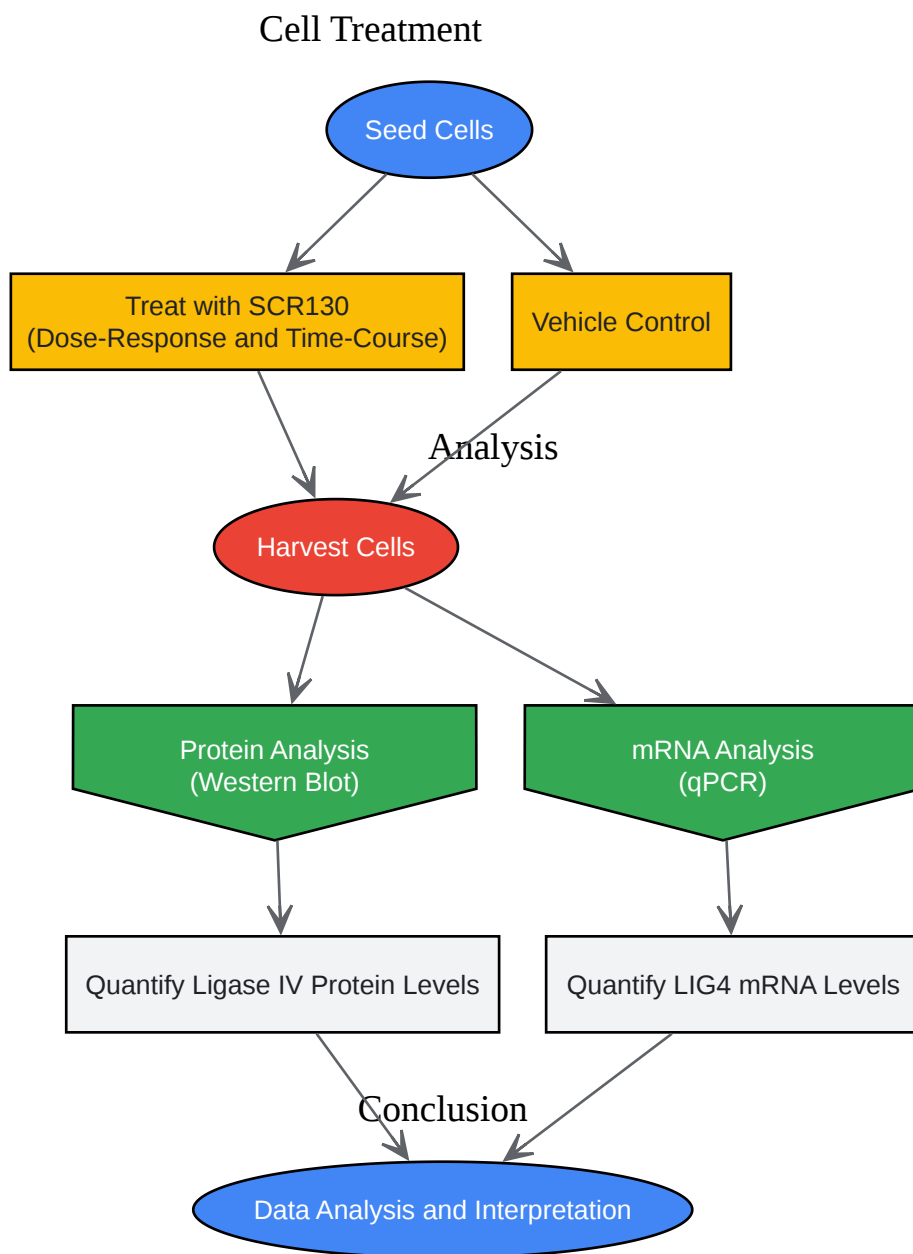 Cell Treatment
Seed Cells
Treat with SCR130
(Dose-Response and Time-Course)
Vehicle Control
Analysis
Harvest Cells
Protein Analysis
(Western Blot)
mRNA Analysis
(qPCR)
Quantify Ligase IV Protein Levels
Quantify LIG4 mRNA Levels
Conclusion
Data Analysis and Interpretation